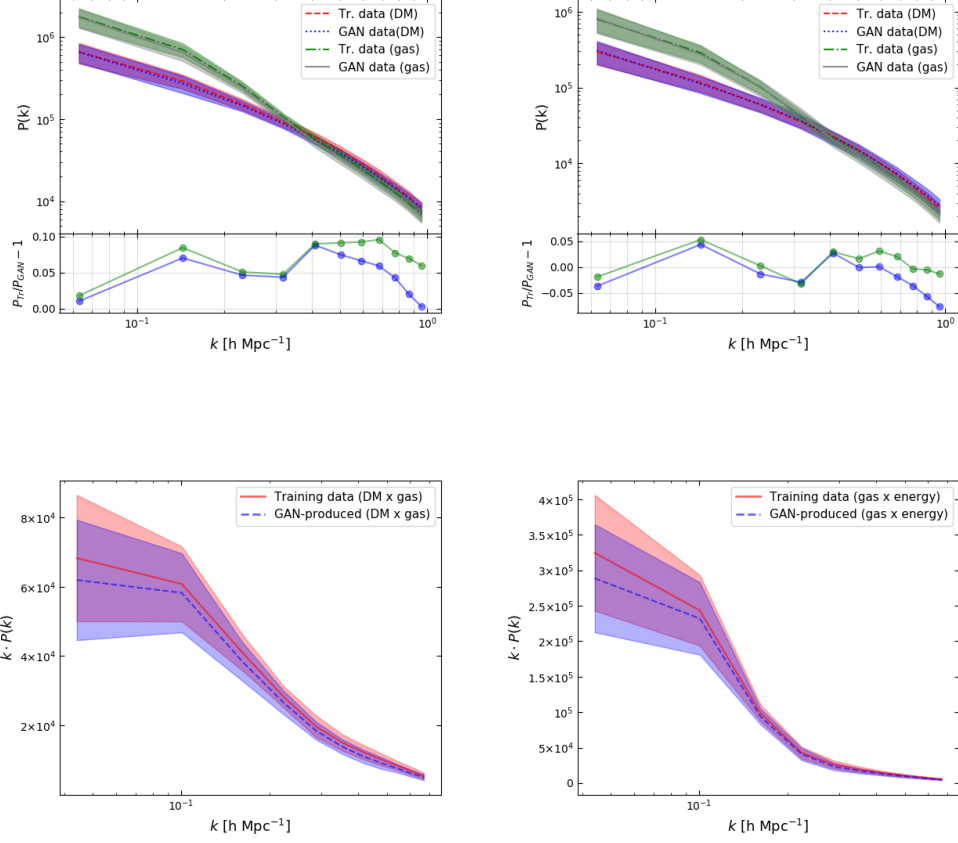 Tr. data (DM)
GAN data(DM)
Tr. data (gas)
GAN data (gas)
10⁶
10⁵
10⁴
P(k)
0.10
0.05
0.00
P_Tr/P_GAN − 1
10⁻¹
10⁰
k [h Mpc⁻¹]
Tr. data (DM)
GAN data(DM)
Tr. data (gas)
GAN data (gas)
10⁶
10⁵
10⁴
P(k)
0.05
0.00
−0.05
P_Tr/P_GAN − 1
10⁻¹
10⁰
k [h Mpc⁻¹]
Training data (DM x gas)
GAN-produced (DM x gas)
8×10⁴
6×10⁴
4×10⁴
2×10⁴
k · P(k)
10⁻¹
k [h Mpc⁻¹]
Training data (gas x energy)
GAN-produced (gas x energy)
4×10⁵
3.5×10⁵
3×10⁵
2.5×10⁵
2×10⁵
1.5×10⁵
10⁵
5×10⁴
0
k · P(k)
10⁻¹
k [h Mpc⁻¹]